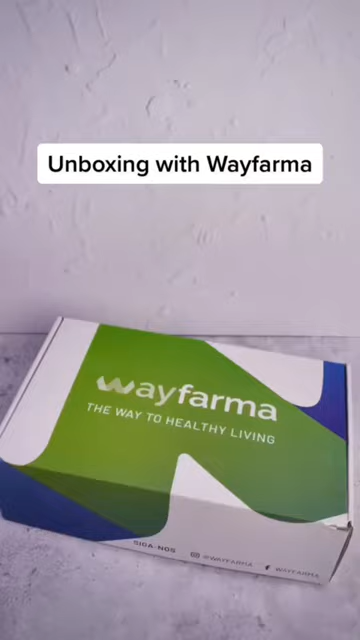 Unboxing with Wayfarma
wayfarma
THE WAY TO HEALTHY LIVING
SIGA-NOS
@WAYFARMA
WAYFARMA